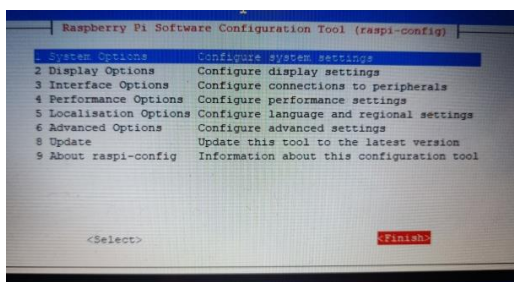 Raspberry Pi Software Configuration Tool (raspi-config)
1 System Options Configure system settings
2 Display Options Configure display settings
3 Interface Options Configure connections to peripherals
4 Performance Options Configure performance settings
5 Localisation Options Configure language and regional settings
6 Advanced Options Configure advanced settings
8 Update Update this tool to the latest version
9 About raspi-config Information about this configuration tool
<Select> <Finish>